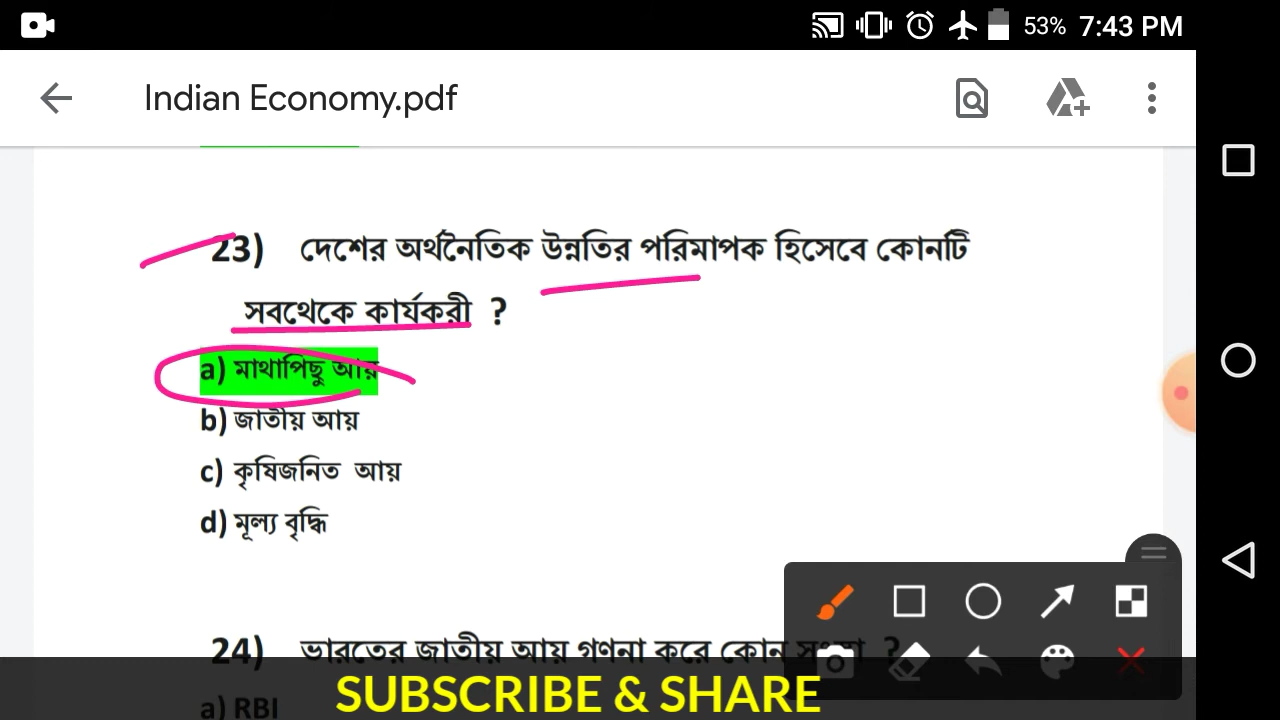 53% 7:43 PM
Indian Economy.pdf
23) দেশের অর্থনৈতিক উন্নতির পরিমাপক হিসেবে কোনটি
সবথেকে কার্যকরী ?
a) মাথাপিছু আয়
b) জাতীয় আয়
c) কৃষিজনিত আয়
d) মূল্য বৃদ্ধি
24) ভারতের জাতীয় আয় গণনা করে কোন সংস্থা ?
a) RBI
SUBSCRIBE & SHARE